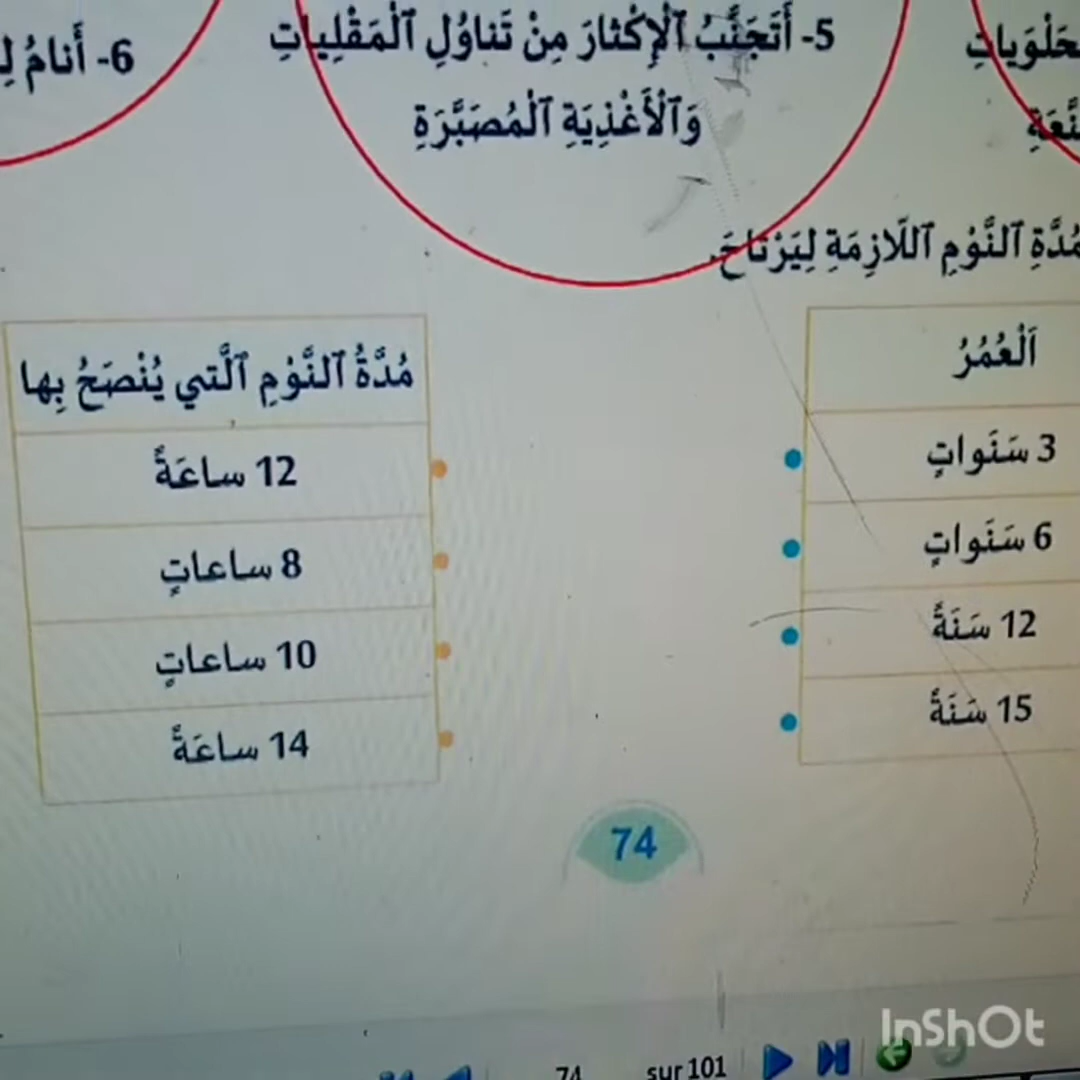 5- أَتَجَنَّبُ ٱلْإِكْثارَ مِنْ تَناوُلِ ٱلْمَقْلِياتِ
وَٱلْأَغْذِيَةِ ٱلْمُصَبَّرَةِ
6- أَنامُ
مُدَّةِ ٱلنَّوْمِ ٱللّازِمَةِ لِيَرْتاحَ.
اَلْعُمُرُ
3 سَنَواتٍ
6 سَنَواتٍ
12 سَنَةً
15 سَنَةً
مُدَّةُ ٱلنَّوْمِ ٱلَّتي يُنْصَحُ بِها
12 ساعَةً
8 ساعاتٍ
10 ساعاتٍ
14 ساعَةً
74
74 sur 101
InShOt